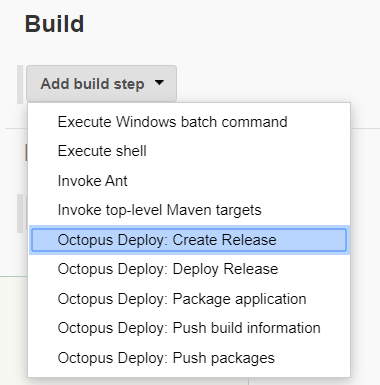 Build
Add build step
Execute Windows batch command
Execute shell
Invoke Ant
Invoke top-level Maven targets
Octopus Deploy: Create Release
Octopus Deploy: Deploy Release
Octopus Deploy: Package application
Octopus Deploy: Push build information
Octopus Deploy: Push packages